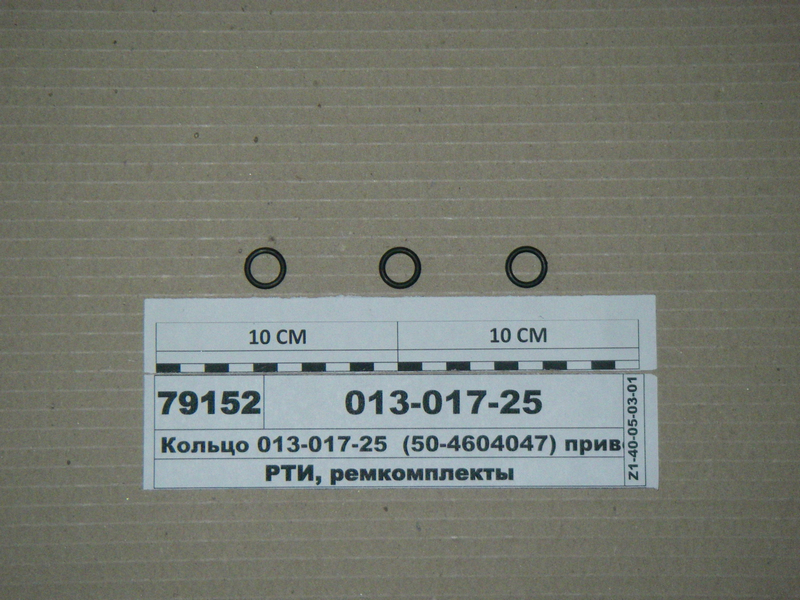 10 СМ 10 СМ
79152 013-017-25
Кольцо 013-017-25 (50-4604047) прив
РТИ, ремкомплекты
Z1-40-05-03-01